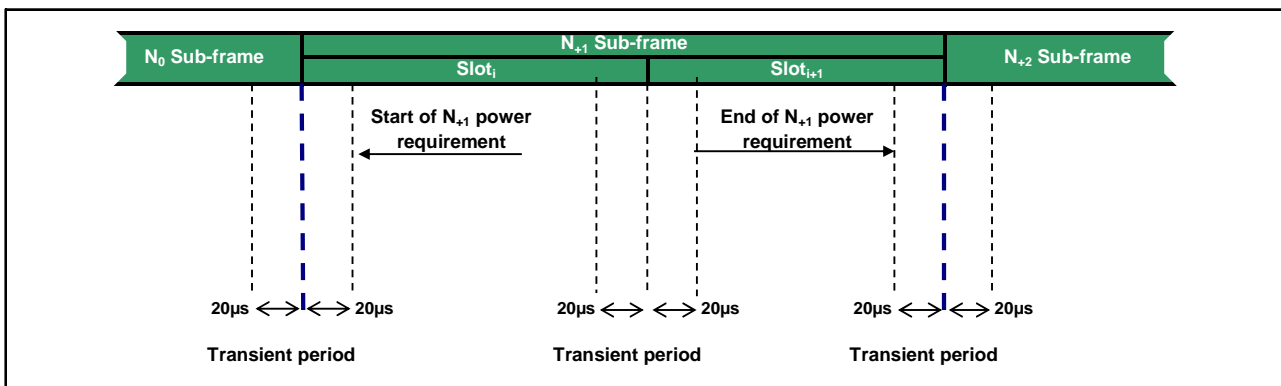 N₀ Sub-frame
N₊₁ Sub-frame
N₊₂ Sub-frame
Slotᵢ
Slotᵢ₊₁
Start of N₊₁ power
requirement
End of N₊₁ power
requirement
20µs
20µs
20µs
20µs
20µs
20µs
Transient period
Transient period
Transient period